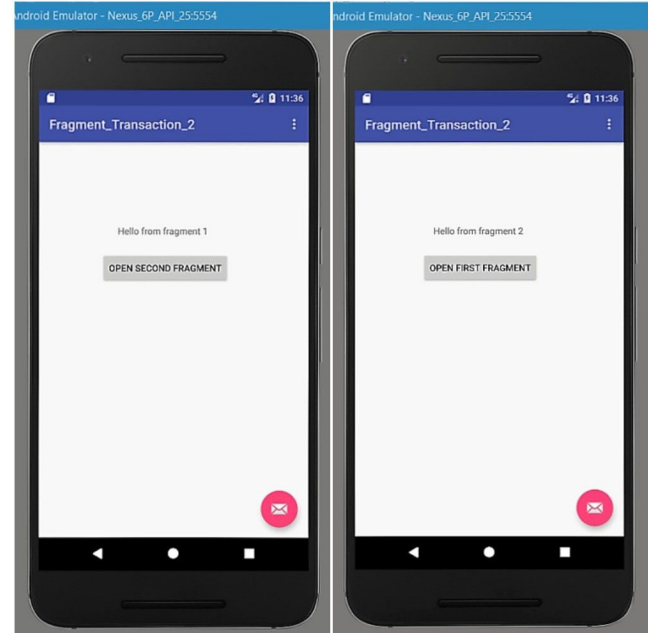 Android Emulator - Nexus_6P_API_25:5554
11:36
Fragment_Transaction_2
Hello from fragment 1
OPEN SECOND FRAGMENT
ndroid Emulator - Nexus_6P_API_25:5554
11:36
Fragment_Transaction_2
Hello from fragment 2
OPEN FIRST FRAGMENT